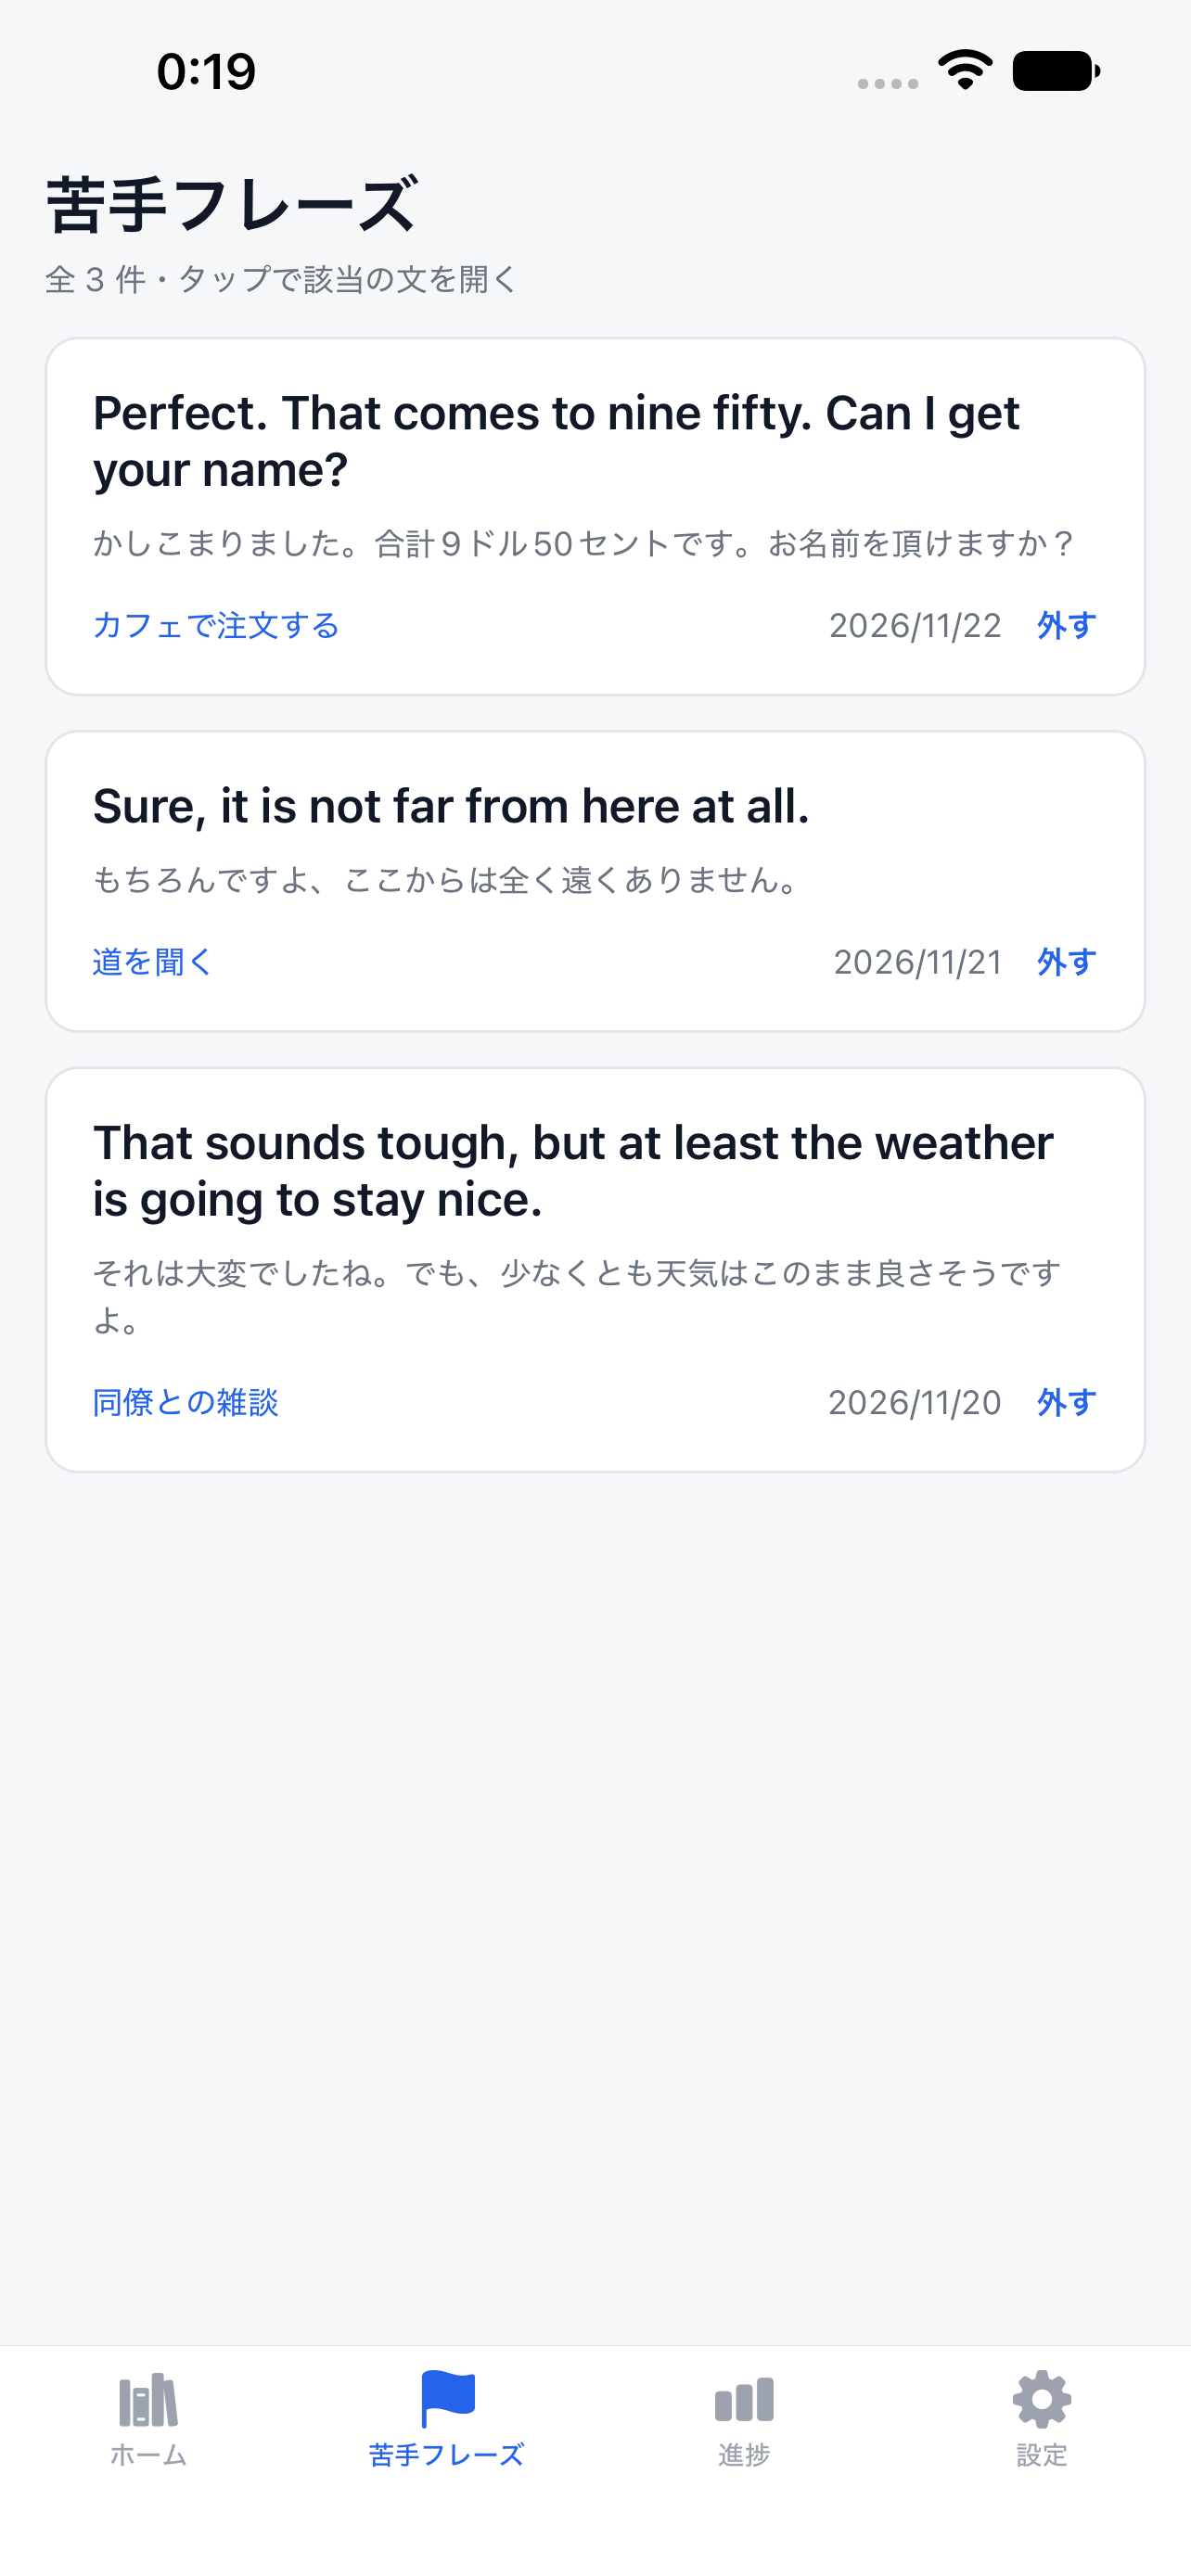 0:19
苦手フレーズ
全 3 件・タップで該当の文を開く
Perfect. That comes to nine fifty. Can I get
your name?
かしこまりました。合計9ドル50セントです。お名前を頂けますか？
カフェで注文する 2026/11/22 外す
Sure, it is not far from here at all.
もちろんですよ、ここからは全く遠くありません。
道を聞く 2026/11/21 外す
That sounds tough, but at least the weather
is going to stay nice.
それは大変でしたね。でも、少なくとも天気はこのまま良さそうです
よ。
同僚との雑談 2026/11/20 外す
ホーム 苦手フレーズ 進捗 設定